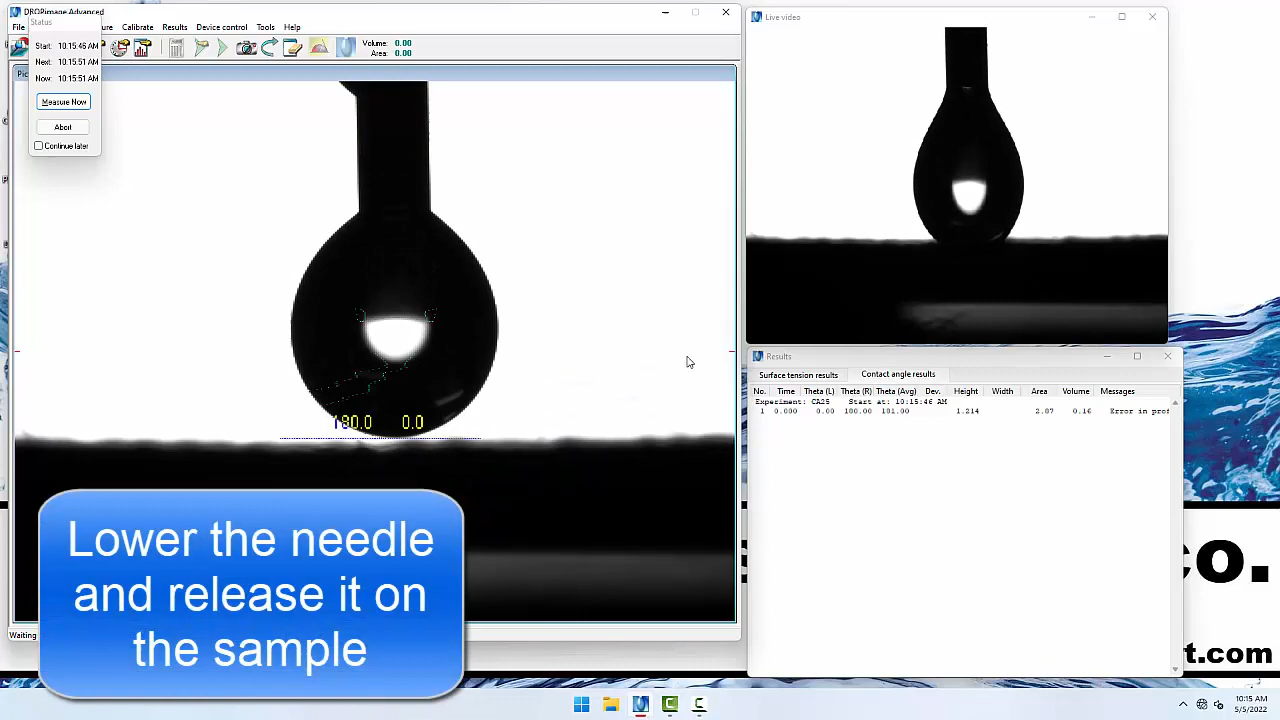 DROPimage Advanced
Status
File
Calibrate
Results
Device control
Tools
Help
Start: 10.15:46 AM
Next: 10.15:51 AM
Now: 10.15:51 AM
Measure Now
Abort
Continue later
Volume: 0.00
Area: 0.00
180.0 0.0
Lower the needle
and release it on
the sample
Waiting
Live video
Results
Surface tension results
Contact angle results
No. Time Theta (L) Theta (R) Theta (Avg) Dev. Height Width Area Volume Messages
Experiment: CA25 Start at: 10:15:46 AM
1 0.000 0.00 180.00 181.00 1.214 2.87 0.16 Error in prof
co.
rt.com
10:15 AM
5/5/2022